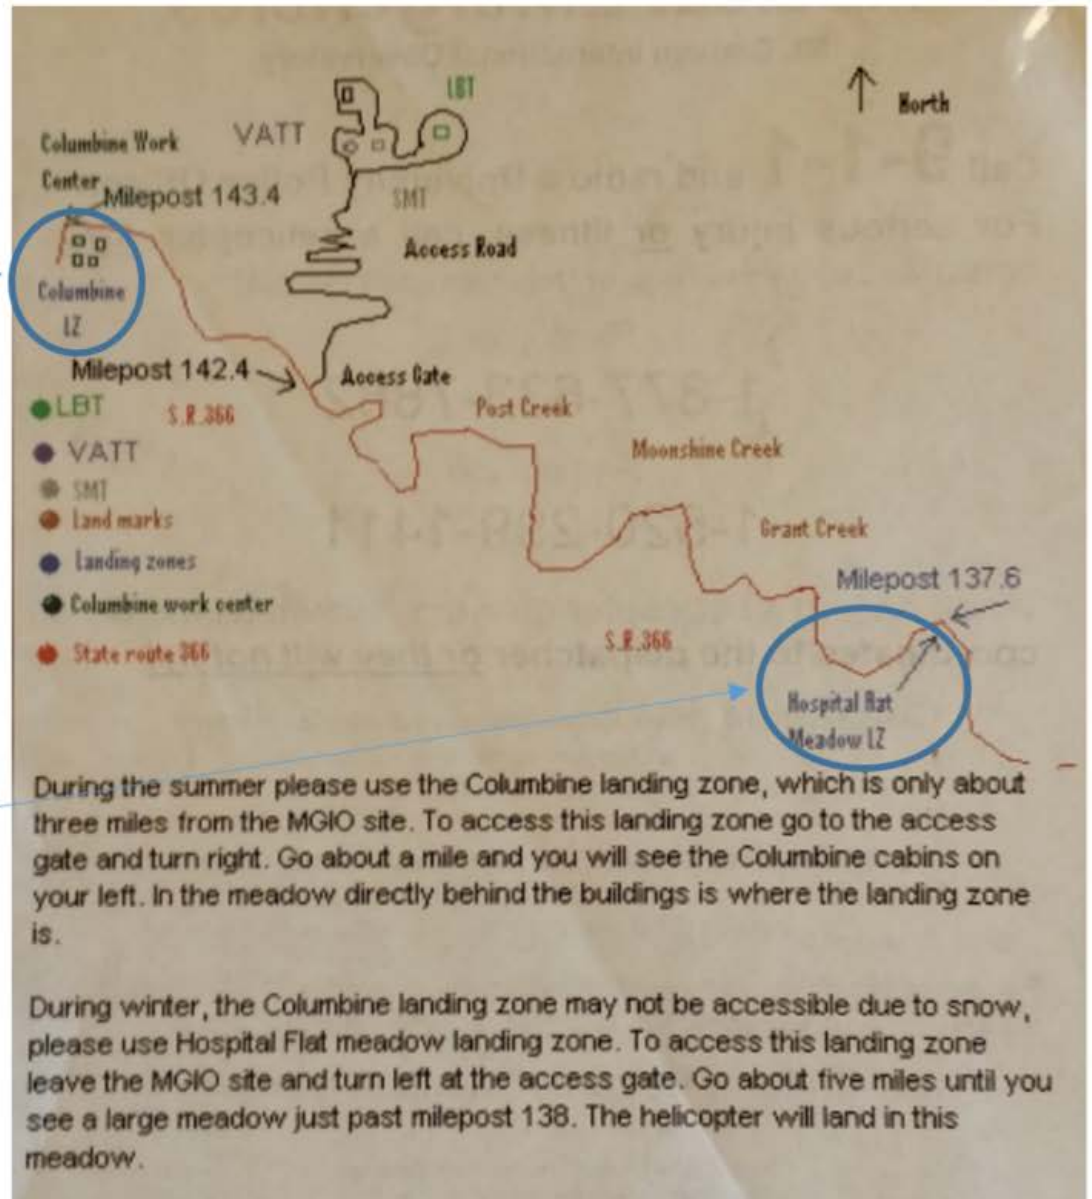 LBT
North
VATT
Columbine Work
Center
Milepost 143.4
SMT
Access Road
Columbine
LZ
Milepost 142.4
Access Gate
LBT
S.R.366
Post Creek
VATT
Moonshine Creek
SMT
Land marks
Grant Creek
Landing zones
Milepost 137.6
Columbine work center
S.R.366
State route 366
Hospital Flat
Meadow LZ
During the summer please use the Columbine landing zone, which is only about
three miles from the MGIO site. To access this landing zone go to the access
gate and turn right. Go about a mile and you will see the Columbine cabins on
your left. In the meadow directly behind the buildings is where the landing zone
is.
During winter, the Columbine landing zone may not be accessible due to snow,
please use Hospital Flat meadow landing zone. To access this landing zone
leave the MGIO site and turn left at the access gate. Go about five miles until you
see a large meadow just past milepost 138. The helicopter will land in this
meadow.